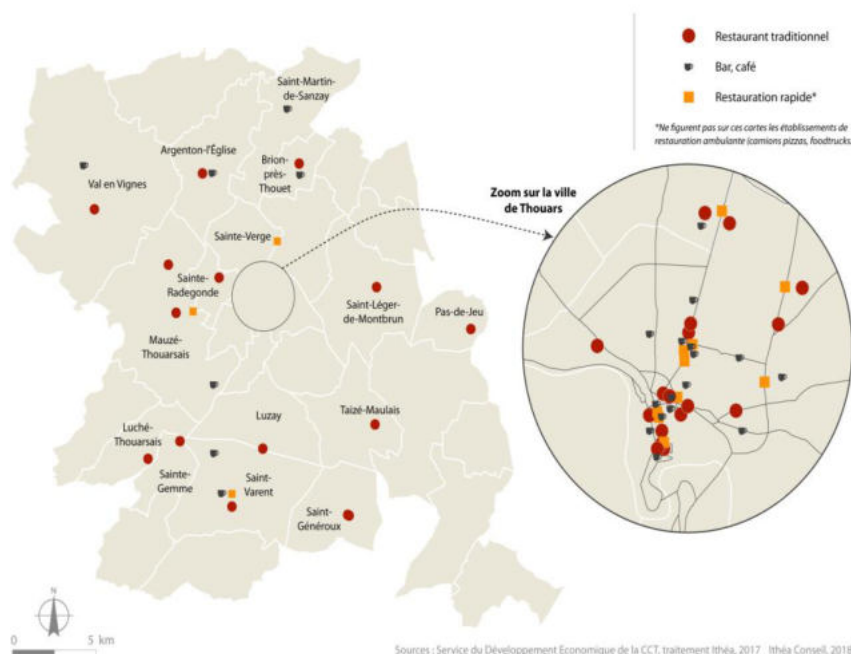 Restaurant traditionnel
Bar, café
Restauration rapide*
*Ne figurent pas sur ces cartes les établissements de
restauration ambulante (camions pizzas, foodtrucks
Zoom sur la ville
de Thouars
Saint-Martin-
de-Sanzay
Argenton-l'Église
Brion-
près-
Thouet
Val en Vignes
Sainte-Verge
Sainte-
Radegonde
Saint-Léger-
de-Montbrun
Pas-de-Jeu
Mauzé-
Thouarsais
Luzay
Taizé-Maulais
Luché-
Thouarsais
Sainte-
Gemme
Saint-
Varent
Saint-
Généroux
N
0 5 km
Sources : Service du Développement Economique de la CCT, traitement Ithéa, 2017 Ithéa Conseil, 2018